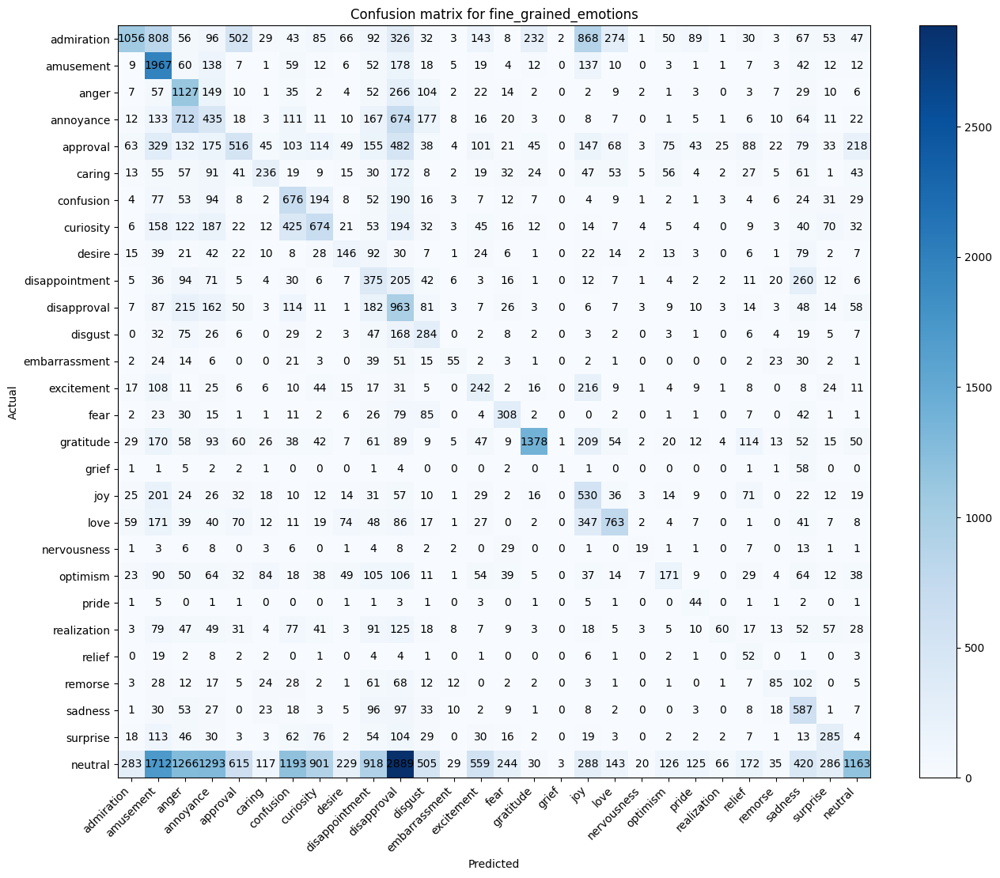 Confusion matrix for fine_grained_emotions
admiration 1056 808 56 96 502 29 43 85 66 92 326 32 3 143 8 232 2 868 274 1 50 89 1 30 3 67 53 47
amusement 9 1967 60 138 7 1 59 12 6 52 178 18 5 19 4 12 0 137 10 0 3 1 1 7 3 42 12 12
anger 7 57 1127 149 10 1 35 2 4 52 266 104 2 22 14 2 0 2 9 2 1 3 0 3 7 29 10 6
annoyance 12 133 712 435 18 3 111 11 10 167 674 177 8 16 20 3 0 8 7 0 1 5 1 6 10 64 11 22
approval 63 329 132 175 516 45 103 114 49 155 482 38 4 101 21 45 0 147 68 3 75 43 25 88 22 79 33 218
caring 13 55 57 91 41 236 19 9 15 30 172 8 2 19 32 24 0 47 53 5 56 4 2 27 5 61 1 43
confusion 4 77 53 94 8 2 676 194 8 52 190 16 3 7 12 7 0 4 9 1 2 1 3 4 6 24 31 29
curiosity 6 158 122 187 22 12 425 674 21 53 194 32 3 45 16 12 0 14 7 4 5 4 0 9 3 40 70 32
desire 15 39 21 42 22 10 8 28 146 92 30 7 1 24 6 1 0 22 14 2 13 3 0 6 1 79 2 7
disappointment 5 36 94 71 5 4 30 6 7 375 205 42 6 3 16 1 0 12 7 1 4 2 2 11 20 260 12 6
disapproval 7 87 215 162 50 3 114 11 1 182 963 81 3 7 26 3 0 6 7 3 9 10 3 14 3 48 14 58
disgust 0 32 75 26 6 0 29 2 3 47 168 284 0 2 8 2 0 3 2 0 3 1 0 6 4 19 5 7
embarrassment 2 24 14 6 0 0 21 3 0 39 51 15 55 2 3 1 0 2 1 0 0 0 0 2 23 30 2 1
excitement 17 108 11 25 6 6 10 44 15 17 31 5 0 242 2 16 0 216 9 1 4 9 1 8 0 8 24 11
fear 2 23 30 15 1 1 11 2 6 26 79 85 0 4 308 2 0 0 2 0 1 1 0 7 0 42 1 1
gratitude 29 170 58 93 60 26 38 42 7 61 89 9 5 47 9 1378 1 209 54 2 20 12 4 114 13 52 15 50
grief 1 1 5 2 2 1 0 0 0 1 4 0 0 0 2 0 1 1 0 0 0 0 0 1 1 58 0 0
joy 25 201 24 26 32 18 10 12 14 31 57 10 1 29 2 16 0 530 36 3 14 9 0 71 0 22 12 19
love 59 171 39 40 70 12 11 19 74 48 86 17 1 27 0 2 0 347 763 2 4 7 0 1 0 41 7 8
nervousness 1 3 6 8 0 3 6 0 1 4 8 2 2 0 29 0 0 1 0 19 1 1 0 7 0 13 1 1
optimism 23 90 50 64 32 84 18 38 49 105 106 11 1 54 39 5 0 37 14 7 171 9 0 29 4 64 12 38
pride 1 5 0 1 1 0 0 0 1 1 3 1 0 3 0 1 0 5 1 0 0 44 0 1 1 2 0 1
realization 3 79 47 49 31 4 77 41 3 91 125 18 8 7 9 3 0 18 5 3 5 10 60 17 13 52 57 28
relief 0 19 2 8 2 2 0 1 0 4 4 1 0 1 0 0 0 6 1 0 2 1 0 52 0 1 0 3
remorse 3 28 12 17 5 24 28 2 1 61 68 12 12 0 2 2 0 3 1 0 1 0 1 7 85 102 0 5
sadness 1 30 53 27 0 23 18 3 5 96 97 33 10 2 9 1 0 8 2 0 0 3 0 8 18 587 1 7
surprise 18 113 46 30 3 3 62 76 2 54 104 29 0 30 16 2 0 19 3 0 2 2 2 7 1 13 285 4
neutral 283 1712 1266 1293 615 117 1193 901 229 918 2889 505 29 559 244 30 3 288 143 20 126 125 66 172 35 420 286 1163
admiration amusement anger annoyance approval caring confusion curiosity desire disappointment disapproval disgust embarrassment excitement fear gratitude grief joy love nervousness optimism pride realization relief remorse sadness surprise neutral
Predicted
Actual
2500
2000
1500
1000
500
0